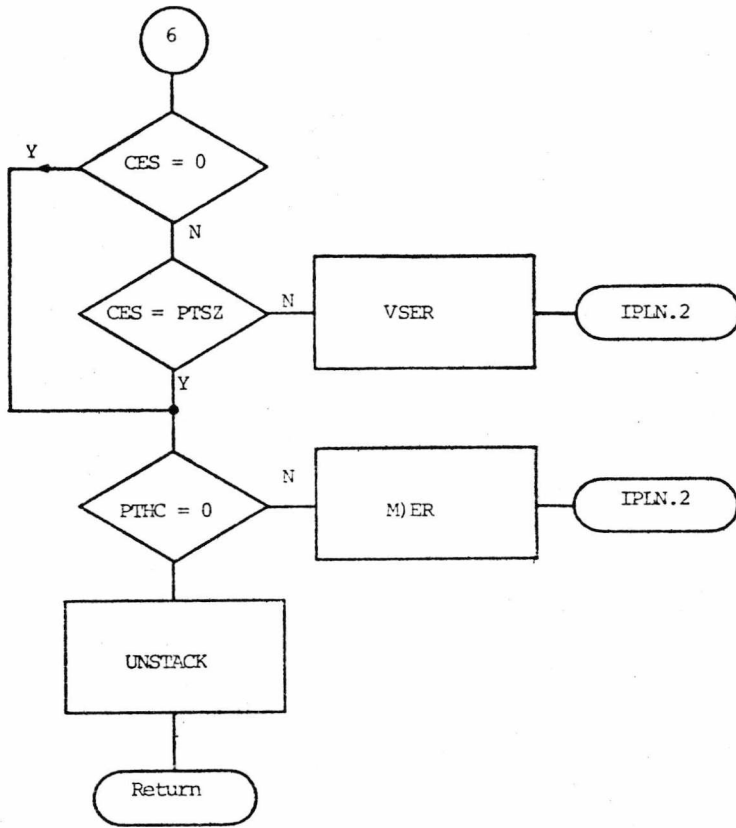 6
Y
CES = 0
N
CES = PTSZ
N
VSER
IPLN.2
Y
PTHC = 0
N
M)ER
IPLN.2
UNSTACK
Return